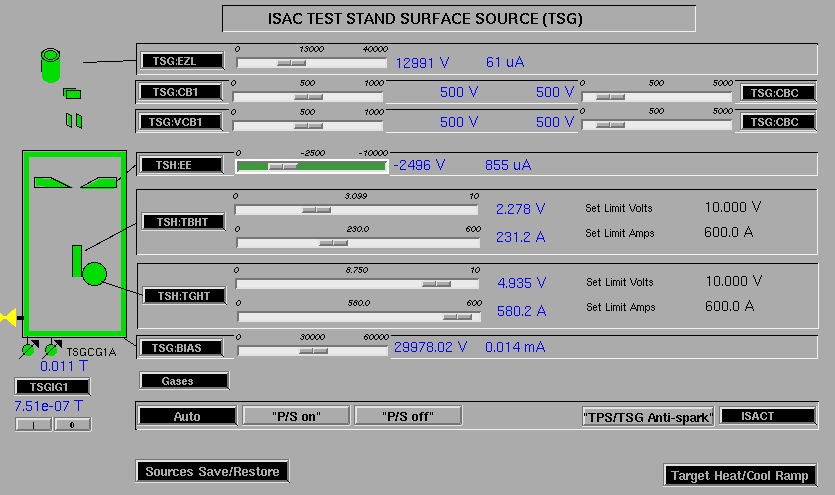 ISAC TEST STAND SURFACE SOURCE (TSG)
0 13000 40000
TSG:EZL 12991 V 61 uA
0 500 1000 0 500 5000
TSG:CB1 500 V 500 V TSG:CBC
0 500 1000 0 500 5000
TSG:VCB1 500 V 500 V TSG:CBC
0 -2500 -10000
TSH:EE -2496 V 855 uA
0 3.099 10
2.278 V Set Limit Volts 10.000 V
TSH:TBHT
0 230.0 600
231.2 A Set Limit Amps 600.0 A
0 8.750 10
4.935 V Set Limit Volts 10.000 V
TSH:TGHT
0 580.0 600
580.2 A Set Limit Amps 600.0 A
0 30000 60000
TSG:BIAS 29978.02 V 0.014 mA
TSGCG1A
0.011 T
Gases
TSGIG1
7.51e-07 T
I 0
Auto "P/S on" "P/S off" "TPS/TSG Anti-spark" ISACT
Sources Save/Restore Target Heat/Cool Ramp